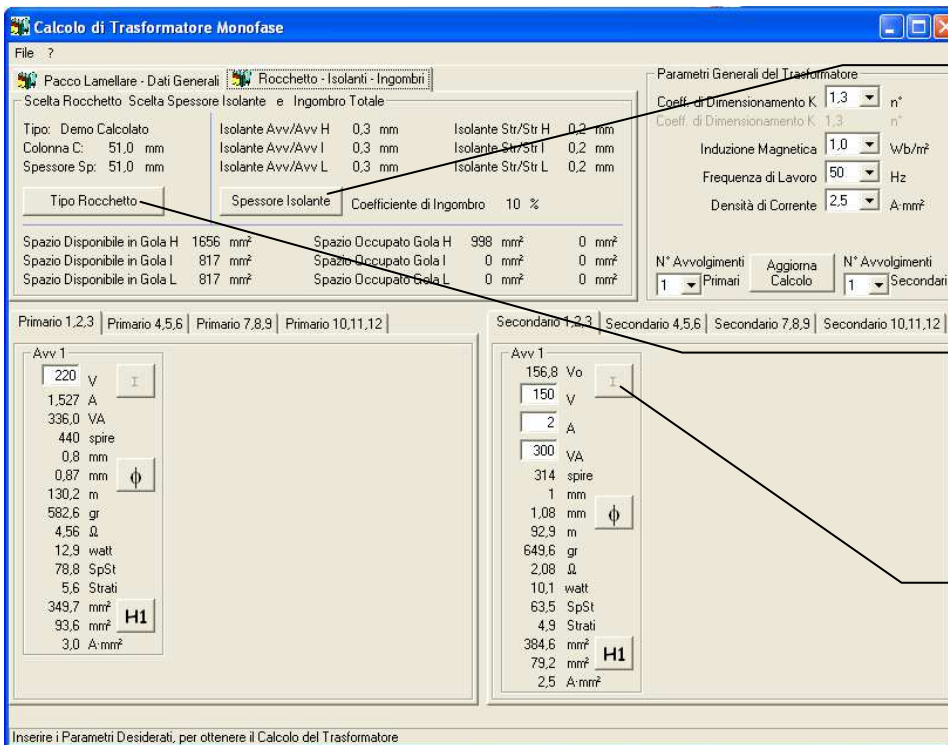 Calcolo di Trasformatore Monofase
File ?
Pacco Lamellare - Dati Generali Rocchetto - Isolanti - Ingombri
Scelta Rocchetto Scelta Spessore Isolante e Ingombro Totale
Tipo: Demo Calcolato Isolante Avv/Avv H 0,3 mm Isolante Str/Str H 0,2 mm
Colonna C: 51,0 mm Isolante Avv/Avv I 0,3 mm Isolante Str/Str I 0,2 mm
Spessore Sp: 51,0 mm Isolante Avv/Avv L 0,3 mm Isolante Str/Str L 0,2 mm
Tipo Rocchetto Spessore Isolante Coefficiente di Ingombro 10 %
Spazio Disponibile in Gola H 1656 mm² Spazio Occupato Gola H 998 mm² 0 mm²
Spazio Disponibile in Gola I 817 mm² Spazio Occupato Gola I 0 mm² 0 mm²
Spazio Disponibile in Gola L 817 mm² Spazio Occupato Gola L 0 mm² 0 mm²
Parametri Generali del Trasformatore
Coeff. di Dimensionamento K 1,3 n°
Coeff. di Dimensionamento K 1,3 n°
Induzione Magnetica 1,0 Wb/m²
Frequenza di Lavoro 50 Hz
Densità di Corrente 2,5 A·mm²
N° Avvolgimenti
1 Primari
Aggiorna
Calcolo
N° Avvolgimenti
1 Secondari
Primario 1,2,3 Primario 4,5,6 Primario 7,8,9 Primario 10,11,12
Avv 1
220 V I
1,527 A
336,0 VA
440 spire
0,8 mm
0,87 mm ϕ
130,2 m
582,6 gr
4,56 Ω
12,9 watt
78,8 SpSt
5,6 Strati
349,7 mm²
93,6 mm² H1
3,0 A·mm²
Secondario 1,2,3 Secondario 4,5,6 Secondario 7,8,9 Secondario 10,11,12
Avv 1
156,8 Vo I
150 V
2 A
300 VA
314 spire
1 mm
1,08 mm ϕ
92,9 m
649,6 gr
2,08 Ω
10,1 watt
63,5 SpSt
4,9 Strati
384,6 mm²
79,2 mm² H1
2,5 A·mm²
Inserire i Parametri Desiderati, per ottenere il Calcolo del Trasformatore